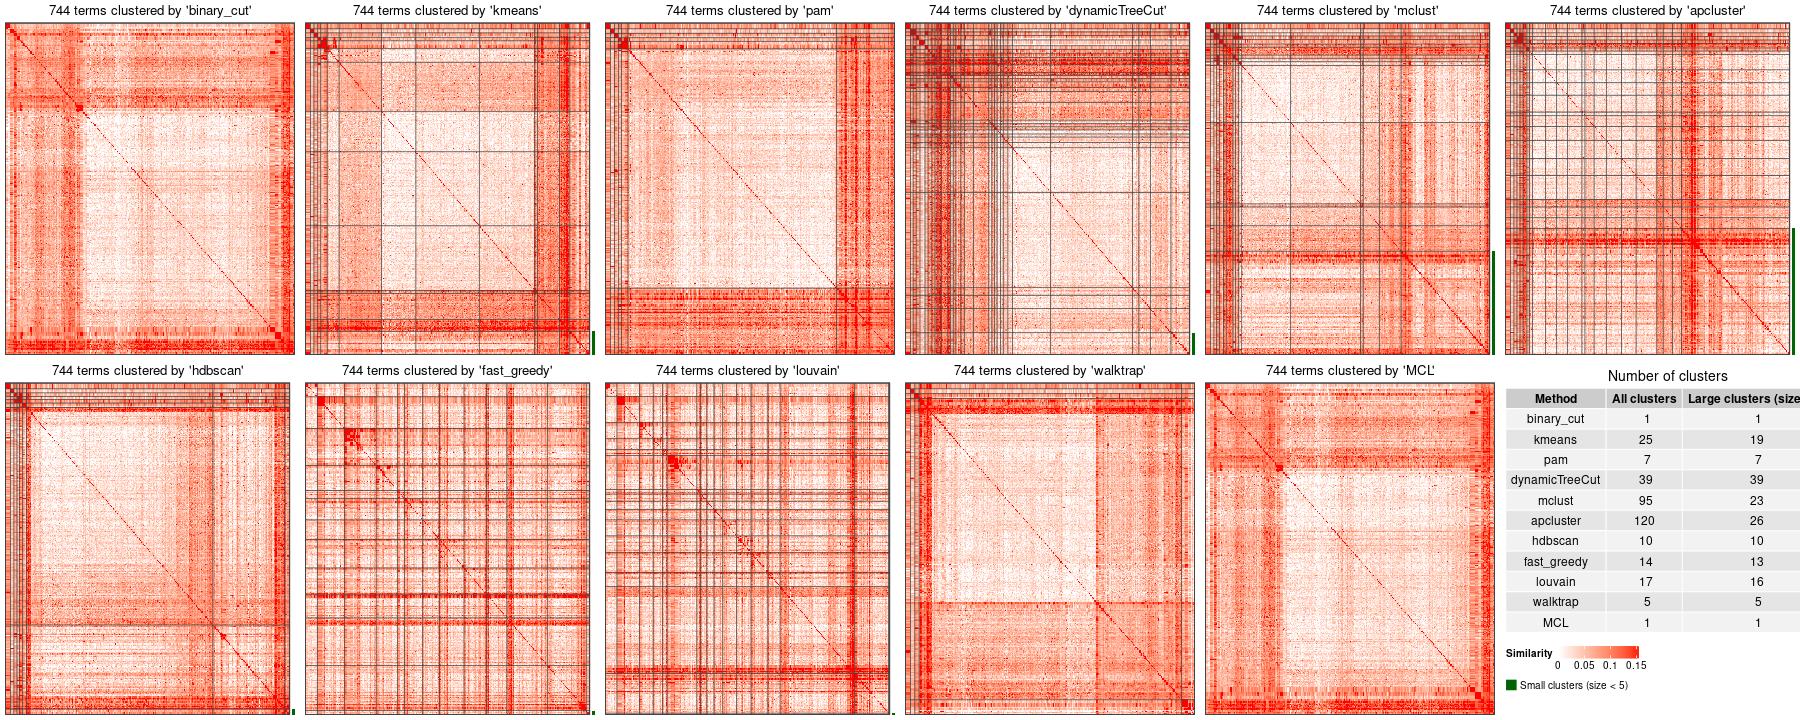 744 terms clustered by 'binary_cut'
744 terms clustered by 'kmeans'
744 terms clustered by 'pam'
744 terms clustered by 'dynamicTreeCut'
744 terms clustered by 'mclust'
744 terms clustered by 'apcluster'
744 terms clustered by 'hdbscan'
744 terms clustered by 'fast_greedy'
744 terms clustered by 'louvain'
744 terms clustered by 'walktrap'
744 terms clustered by 'MCL'
Number of clusters
Method All clusters Large clusters (size
binary_cut 1 1
kmeans 25 19
pam 7 7
dynamicTreeCut 39 39
mclust 95 23
apcluster 120 26
hdbscan 10 10
fast_greedy 14 13
louvain 17 16
walktrap 5 5
MCL 1 1
Similarity
0 0.05 0.1 0.15
Small clusters (size < 5)